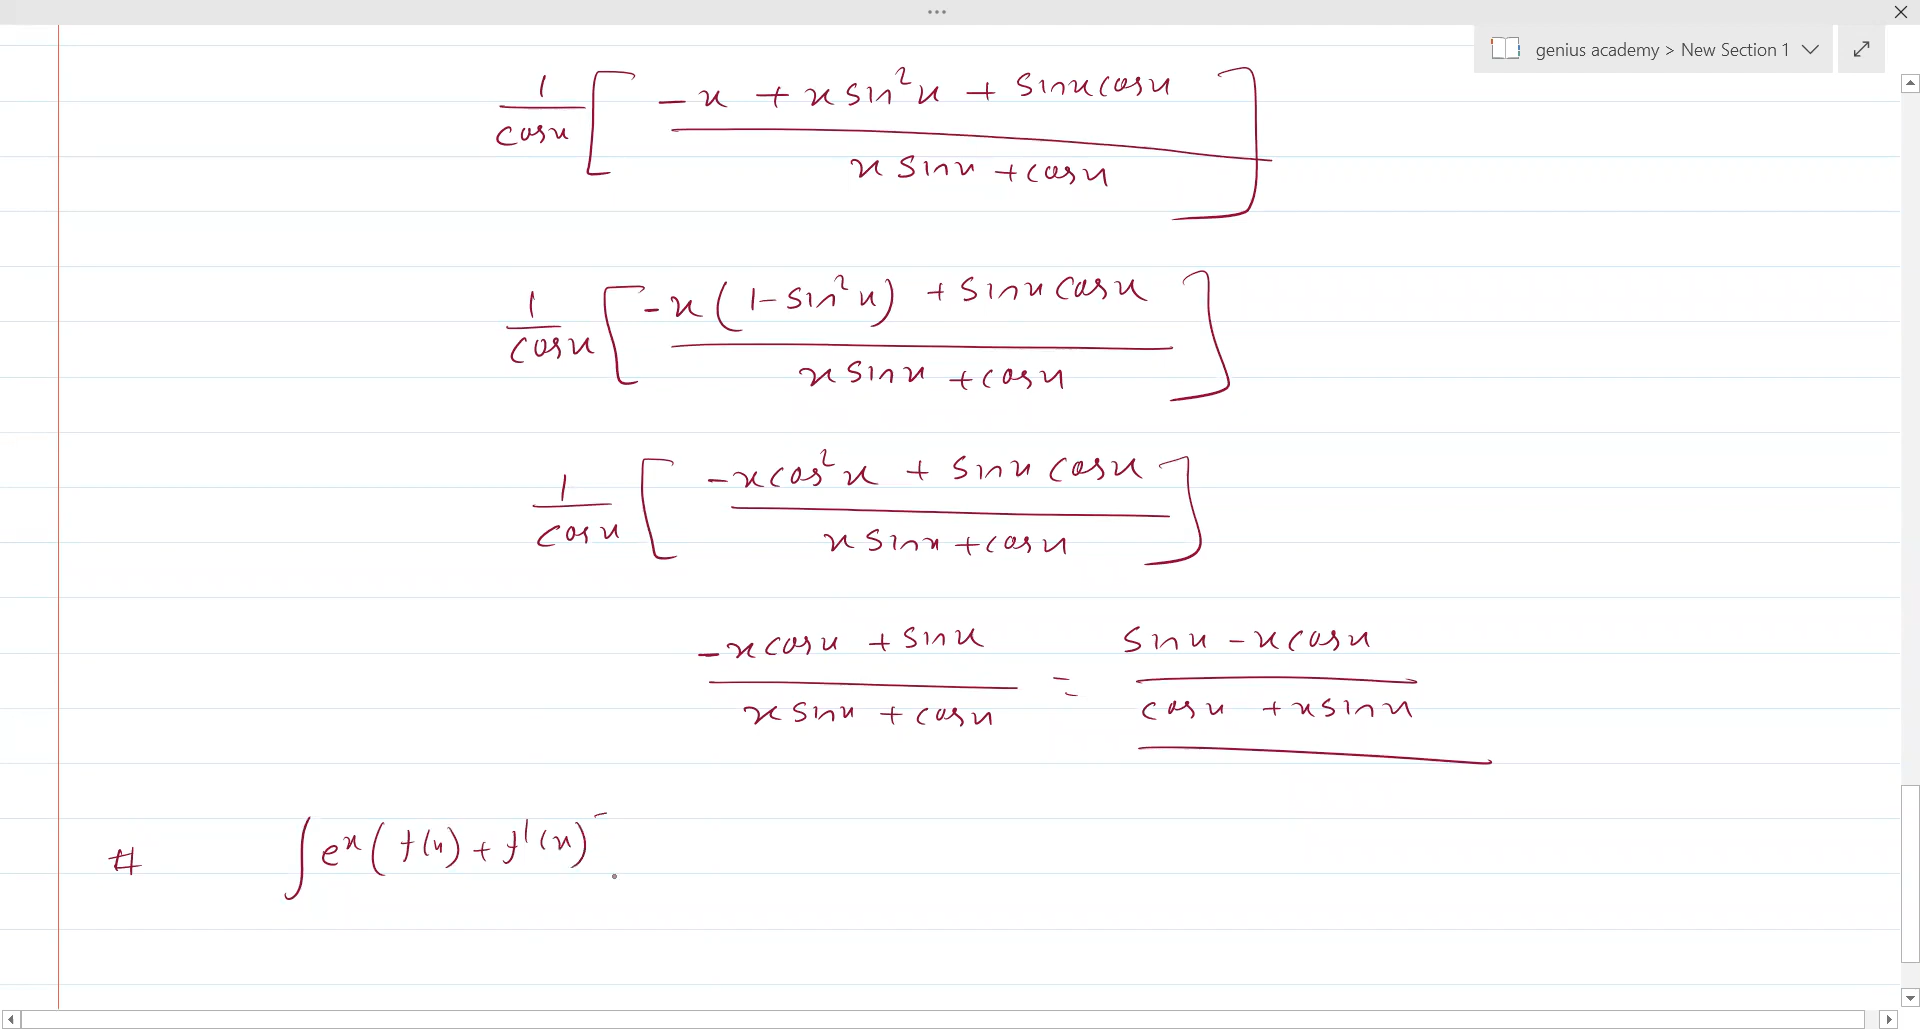 genius academy > New Section 1
1/cosx [ (-x + x sin²x + sinx cosx) / (x sinx + cosx) ]
1/cosx [ (-x(1-sin²x) + sinx cosx) / (x sinx + cosx) ]
1/cosx [ (-x cos²x + sinx cosx) / (x sinx + cosx) ]
(-x cosx + sinx) / (x sinx + cosx) = (sinx - x cosx) / (cosx + x sinx)
# ∫ eˣ ( f(x) + f'(x)